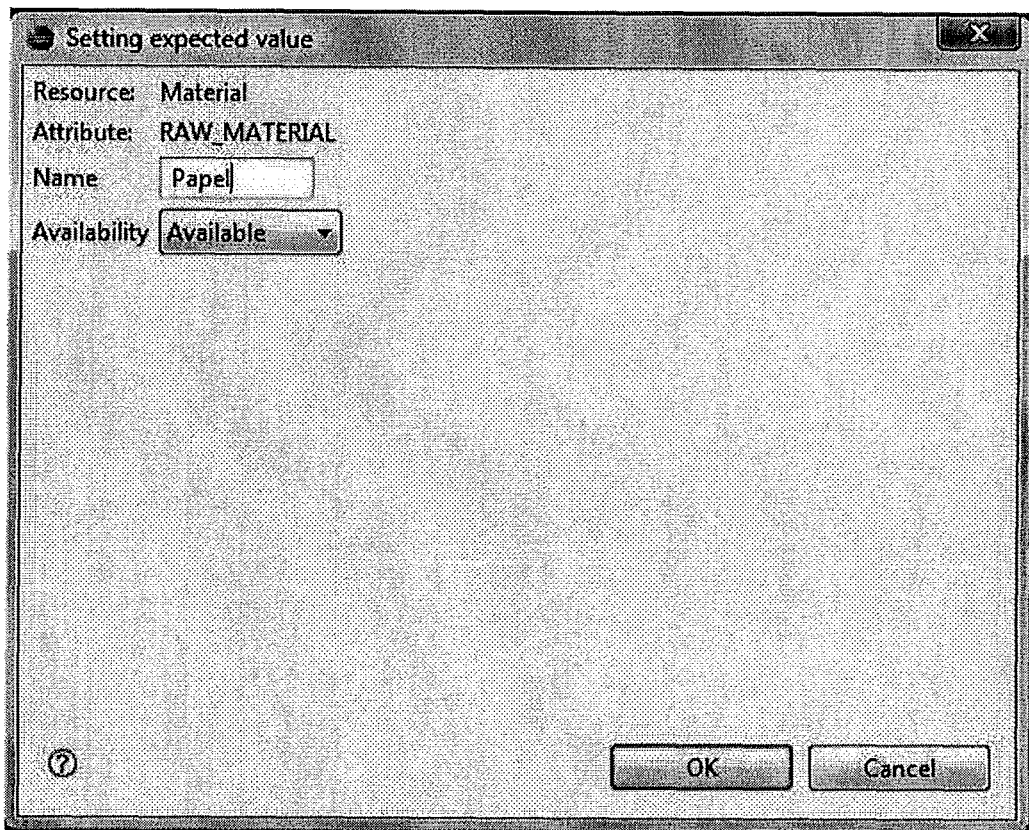 Setting expected value
Resource: Material
Attribute: RAW_MATERIAL
Name Papel
Availability Available
OK Cancel